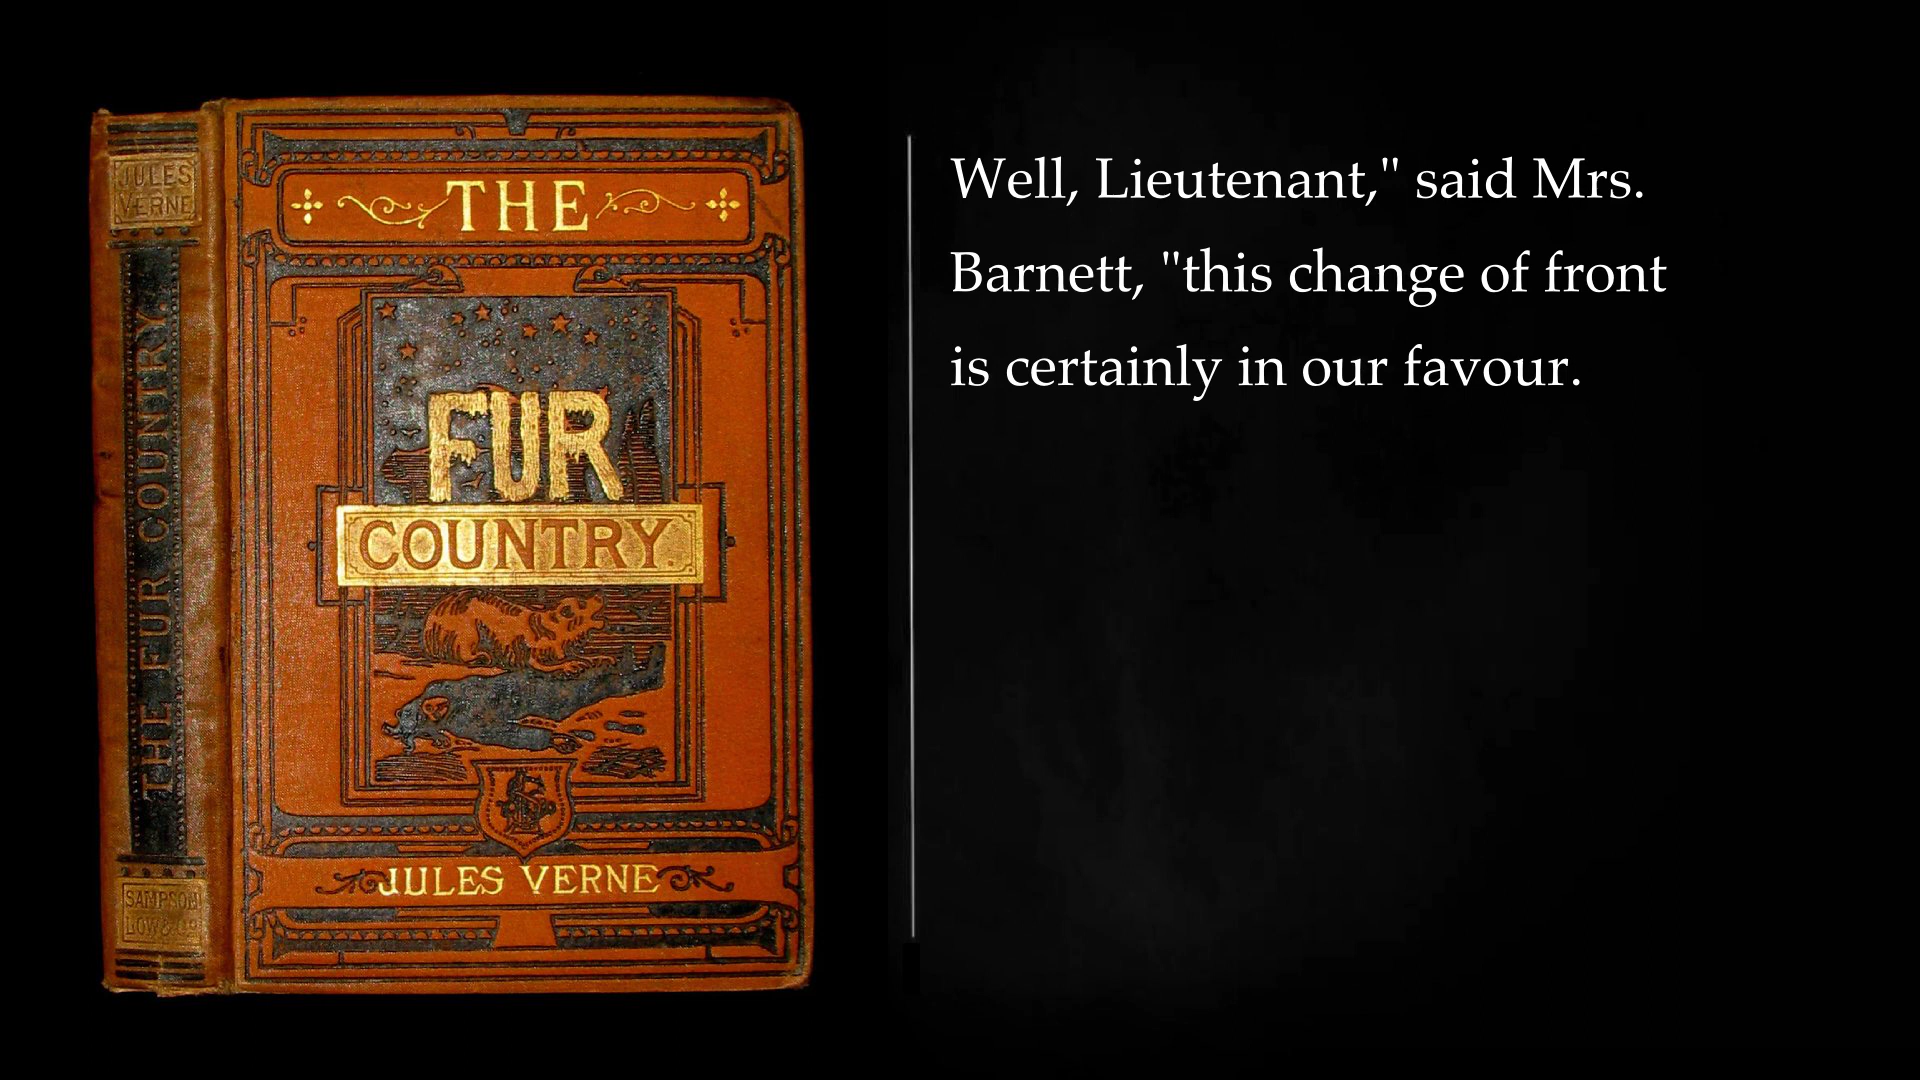 JULES
VERNE
THE FUR COUNTRY.
SAMPSON
LOW & Co
THE
FUR
COUNTRY.
JULES VERNE
Well, Lieutenant," said Mrs.
Barnett, "this change of front
is certainly in our favour.